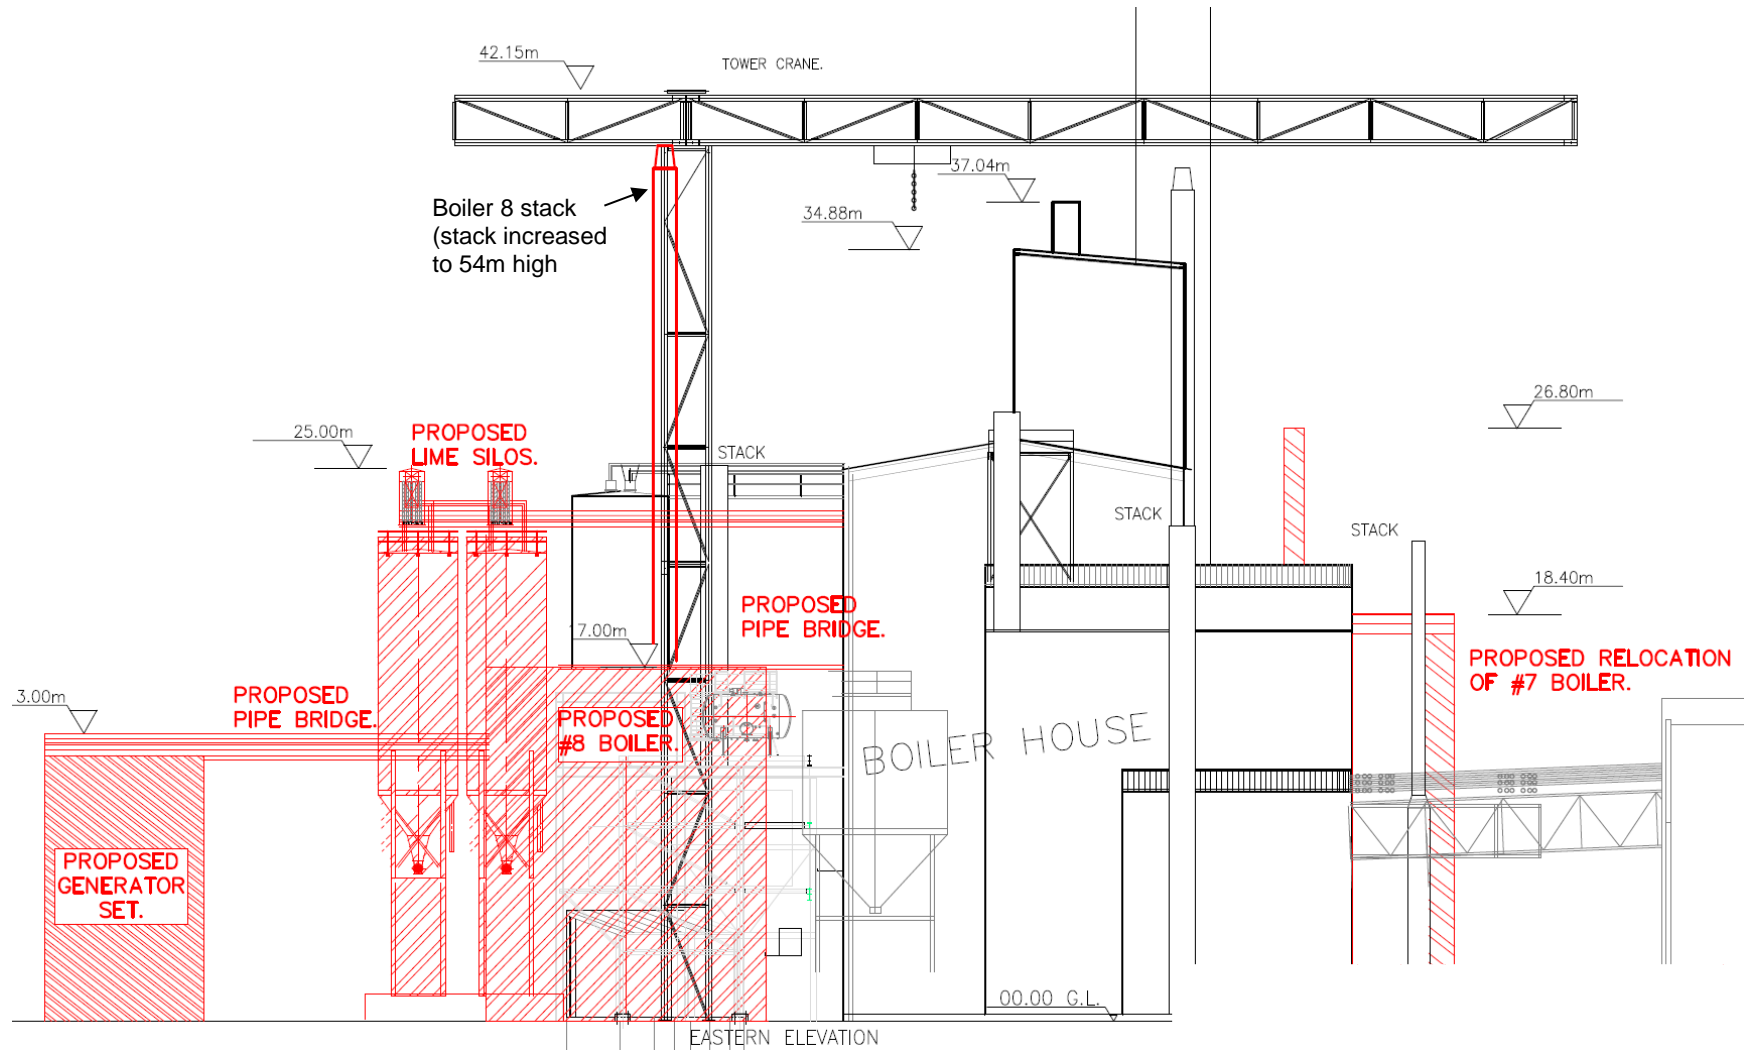 42.15m
TOWER CRANE.
37.04m
34.88m
Boiler 8 stack
(stack increased
to 54m high
26.80m
25.00m
PROPOSED
LIME SILOS.
STACK
STACK
STACK
18.40m
PROPOSED
PIPE BRIDGE.
7.00m
PROPOSED RELOCATION
OF #7 BOILER.
3.00m
PROPOSED
PIPE BRIDGE.
PROPOSED
#8 BOILER.
BOILER HOUSE
PROPOSED
GENERATOR
SET.
00.00 G.L.
EASTERN ELEVATION